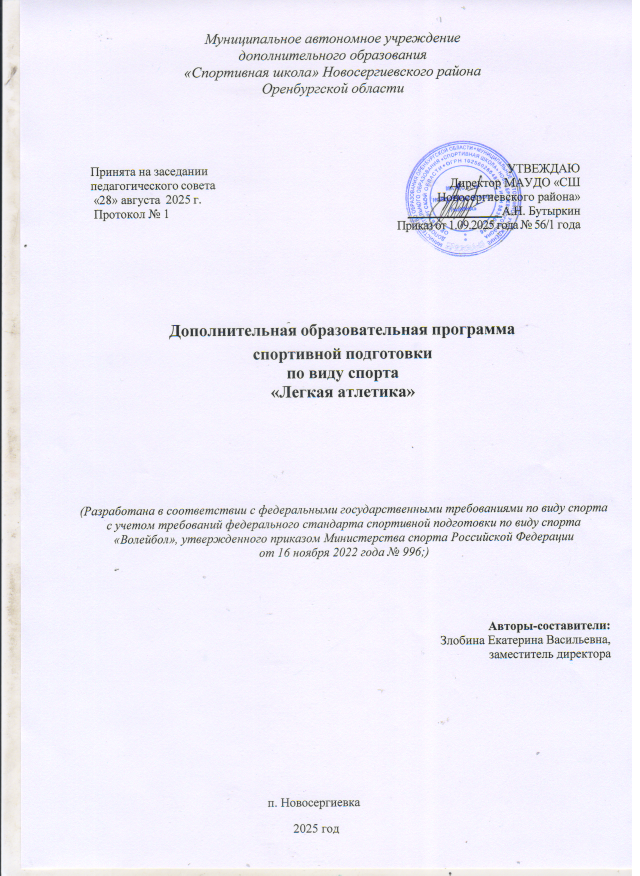 Муниципальное автономное учреждение
дополнительного образования
«Спортивная школа» Новосергиевского района
Оренбургской области
Принята на заседании
педагогического совета
«28» августа 2025 г.
Протокол № 1
УТВЕЖДАЮ
Директор МАУДО «СШ
Новосергиевского района»
А.Н. Бутыркин
Приказ от 1.09.2025 года № 56/1 года
Дополнительная образовательная программа
спортивной подготовки
по виду спорта
«Легкая атлетика»
(Разработана в соответствии с федеральными государственными требованиями по виду спорта
с учетом требований федерального стандарта спортивной подготовки по виду спорта
«Волейбол», утвержденного приказом Министерства спорта Российской Федерации
от 16 ноября 2022 года № 996;)
Авторы-составители:
Злобина Екатерина Васильевна,
заместитель директора
п. Новосергиевка
2025 год